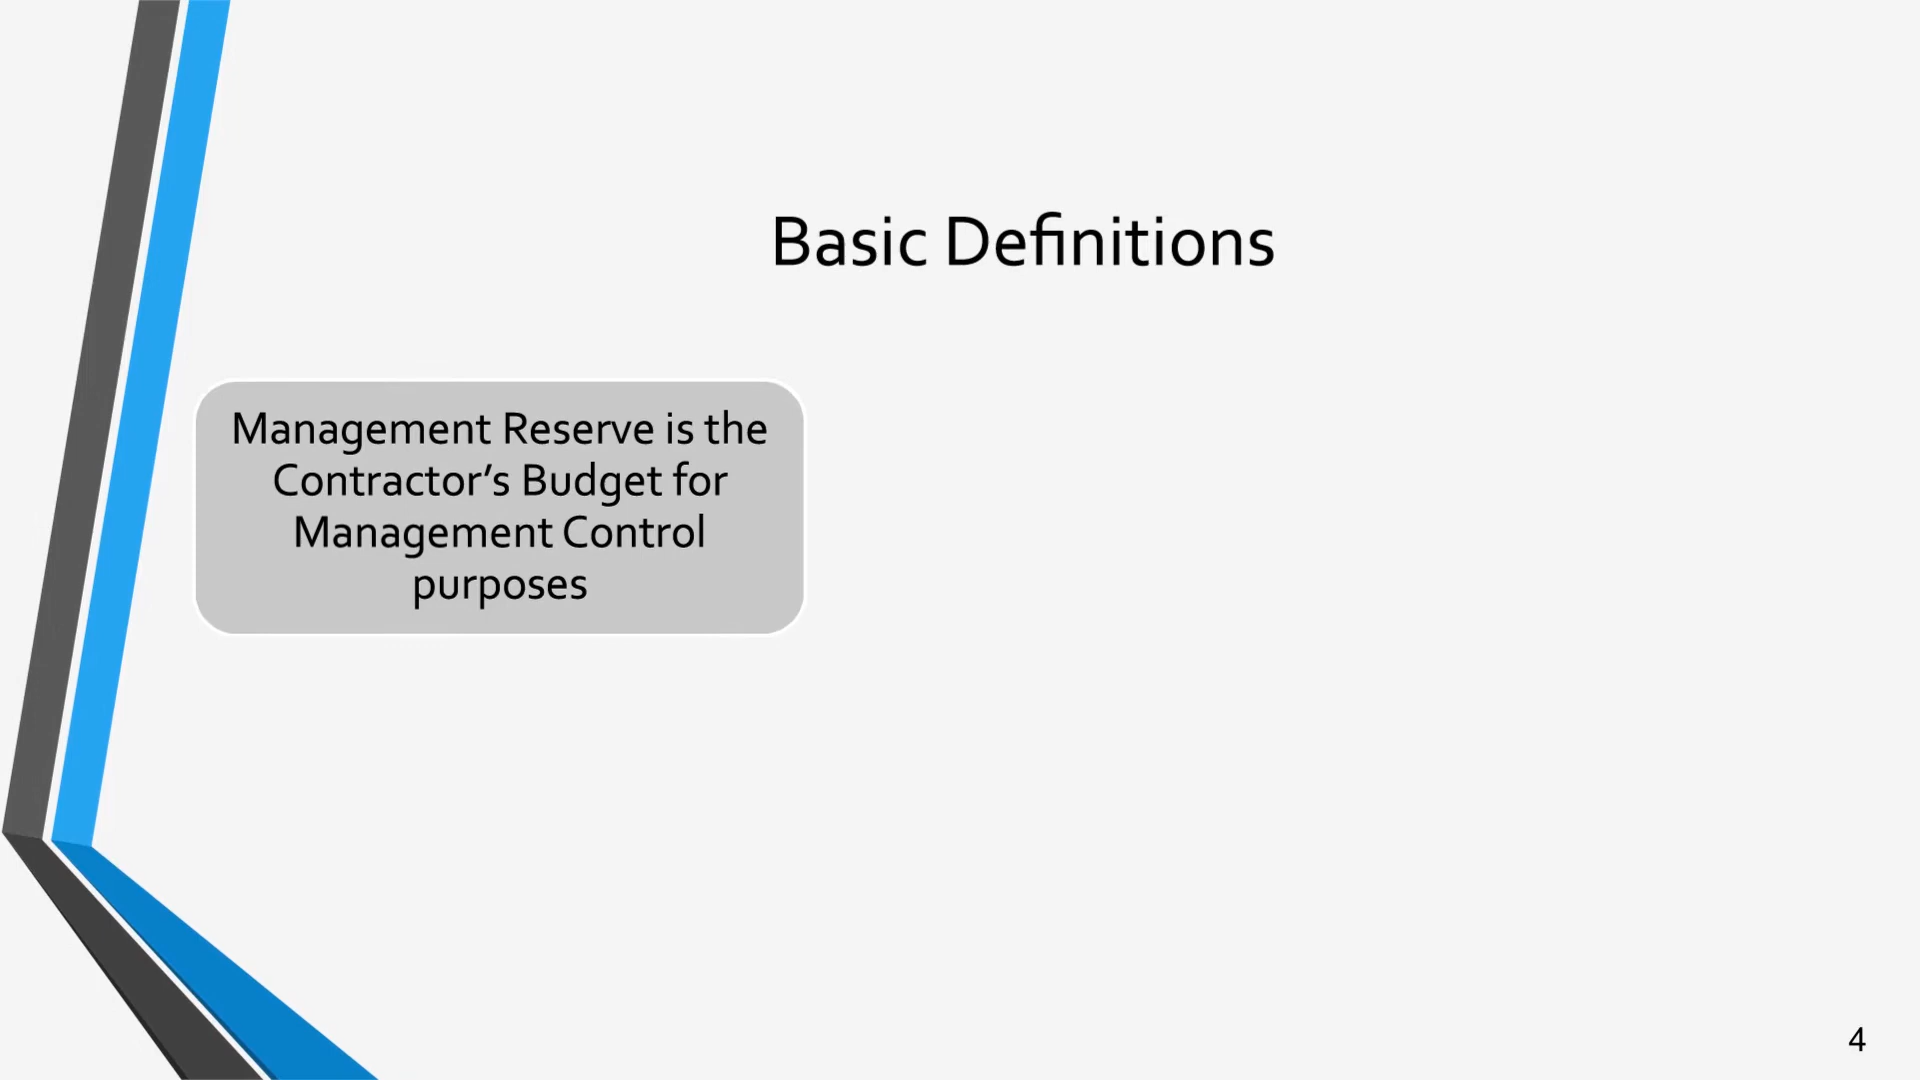 Basic Definitions
Management Reserve is the
Contractor’s Budget for
Management Control
purposes
4